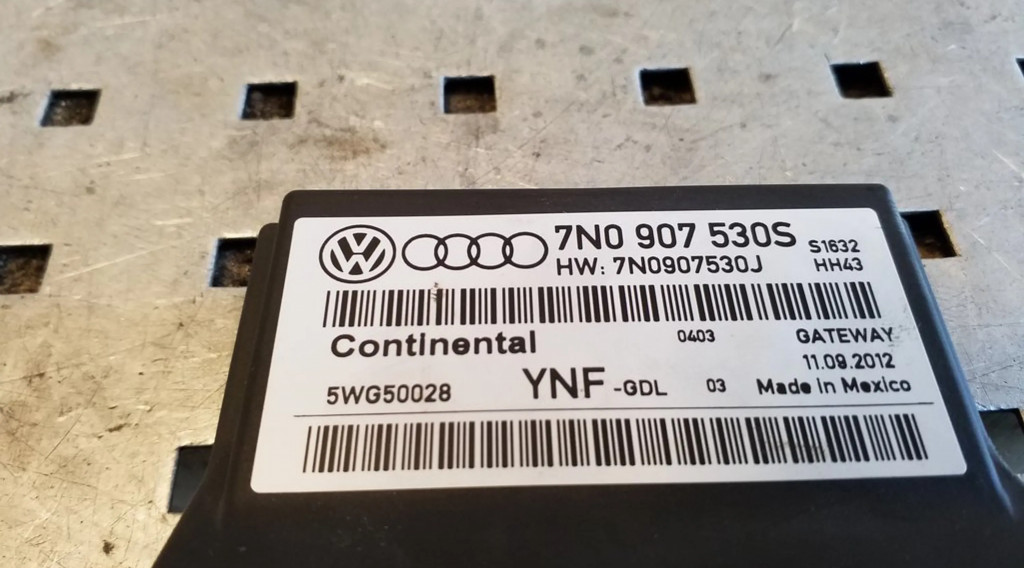 7N0 907 530S S1632
HW: 7N0907530J HH43
Continental 0403 GATEWAY
11.09.2012
5WG50028 YNF-GDL 03 Made in Mexico